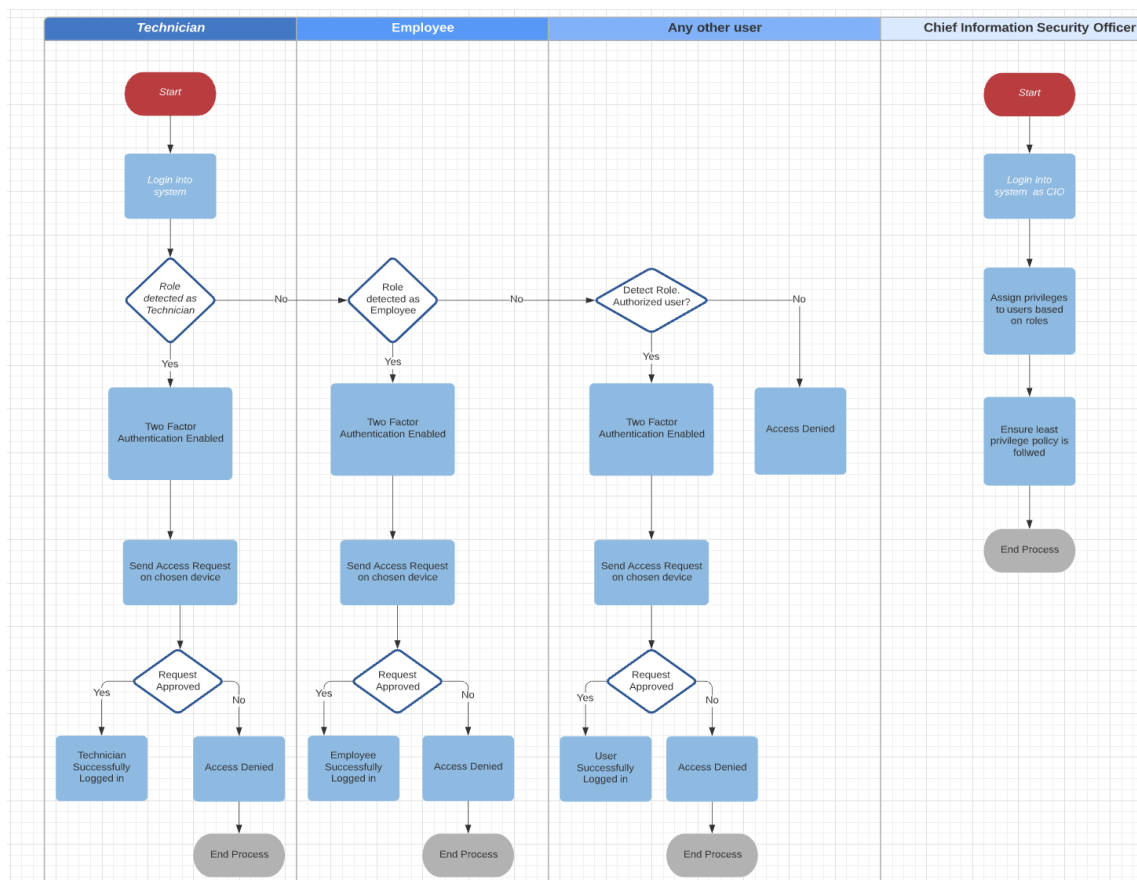 Technician
Employee
Any other user
Chief Information Security Officer
Start
Start
Login into
system
Login into
system as CIO
Role
detected as
Technician
No
Role
detected as
Employee
No
Detect Role.
Authorized user?
No
Assign privileges
to users based
on roles
Yes
Yes
Yes
Two Factor
Authentication Enabled
Two Factor
Authentication Enabled
Two Factor
Authentication Enabled
Access Denied
Ensure least
privilege policy is
follwed
Send Access Request
on chosen device
Send Access Request
on chosen device
Send Access Request
on chosen device
End Process
Request
Approved
Yes
No
Request
Approved
Yes
No
Request
Approved
Yes
No
Technician
Successfully
Logged in
Access Denied
Employee
Successfully
Logged in
Access Denied
User
Successfully
Logged in
Access Denied
End Process
End Process
End Process